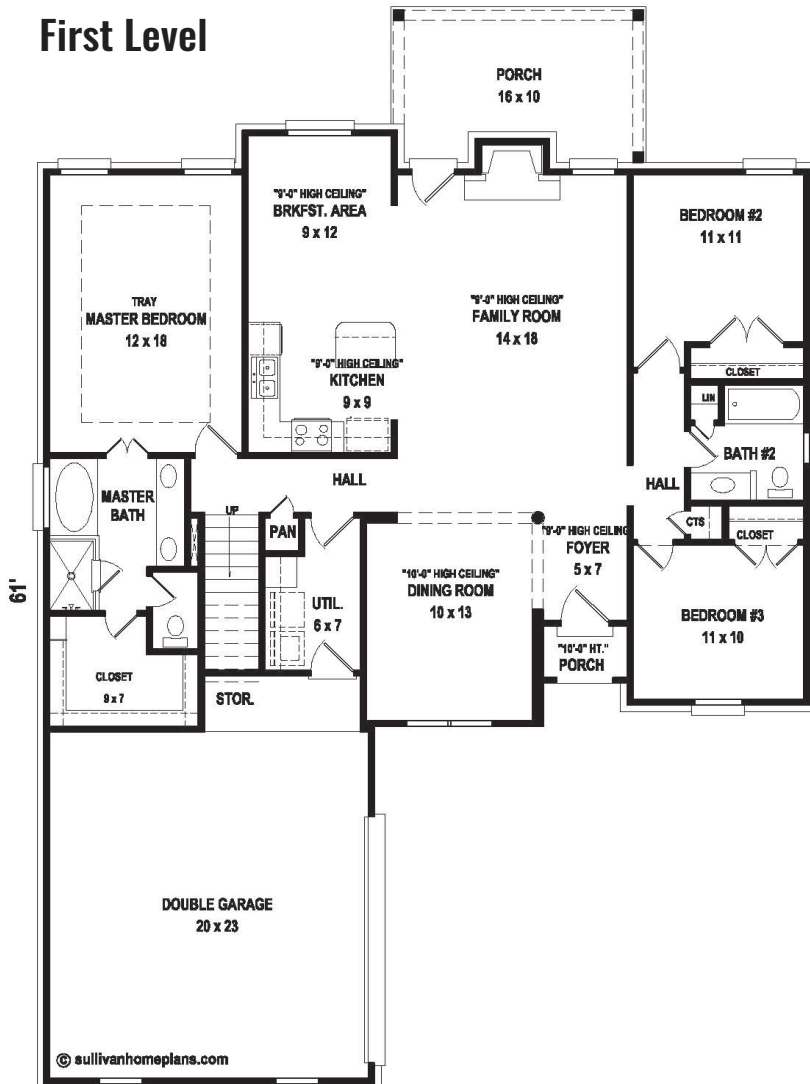 First Level
PORCH
16 x 10
"9'-0" HIGH CEILING"
BRKFST. AREA
9 x 12
BEDROOM #2
11 x 11
TRAY
MASTER BEDROOM
12 x 18
"9'-0" HIGH CEILING"
FAMILY ROOM
14 x 18
"9'-0" HIGH CEILING"
KITCHEN
9 x 9
CLOSET
LIN
BATH #2
HALL
HALL
MASTER
BATH
UP
PAN
CTS
CLOSET
"9'-0" HIGH CEILING
FOYER
5 x 7
"10'-0" HIGH CEILING"
DINING ROOM
10 x 13
61'
UTIL.
6 x 7
BEDROOM #3
11 x 10
"10'-0" HT."
PORCH
CLOSET
9 x 7
STOR.
DOUBLE GARAGE
20 x 23
© sullivanhomeplans.com